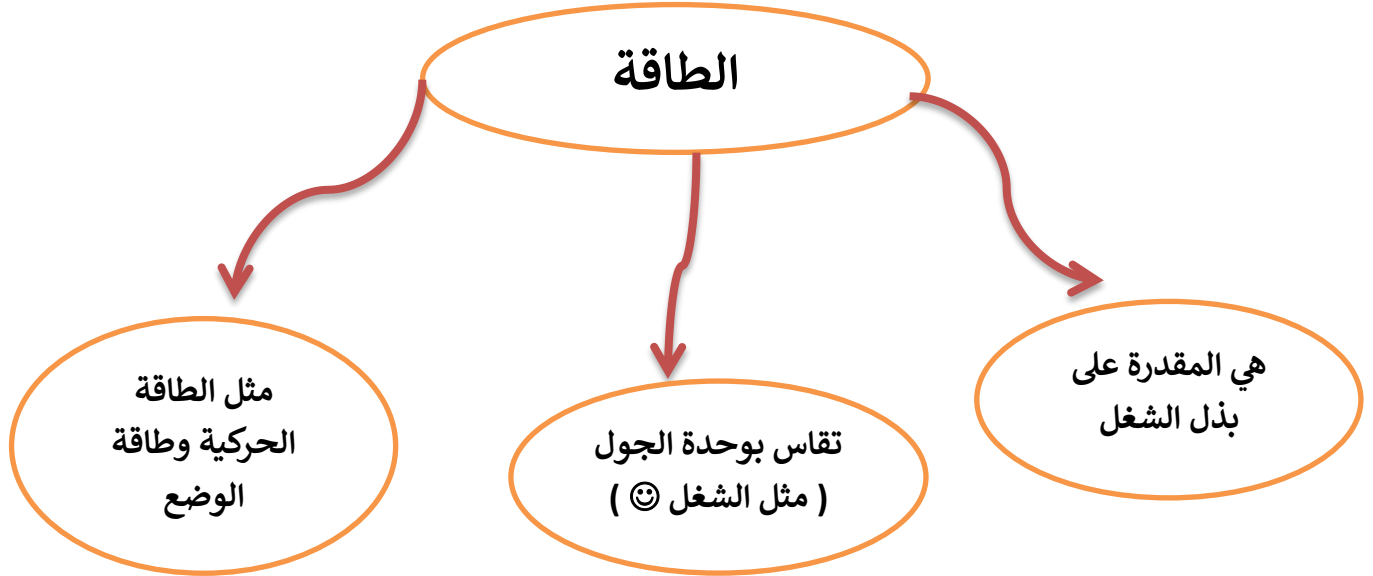 الطاقة
هي المقدرة على
بذل الشغل
تقاس بوحدة الجول
( مثل الشغل ☺ )
مثل الطاقة
الحركية وطاقة
الوضع